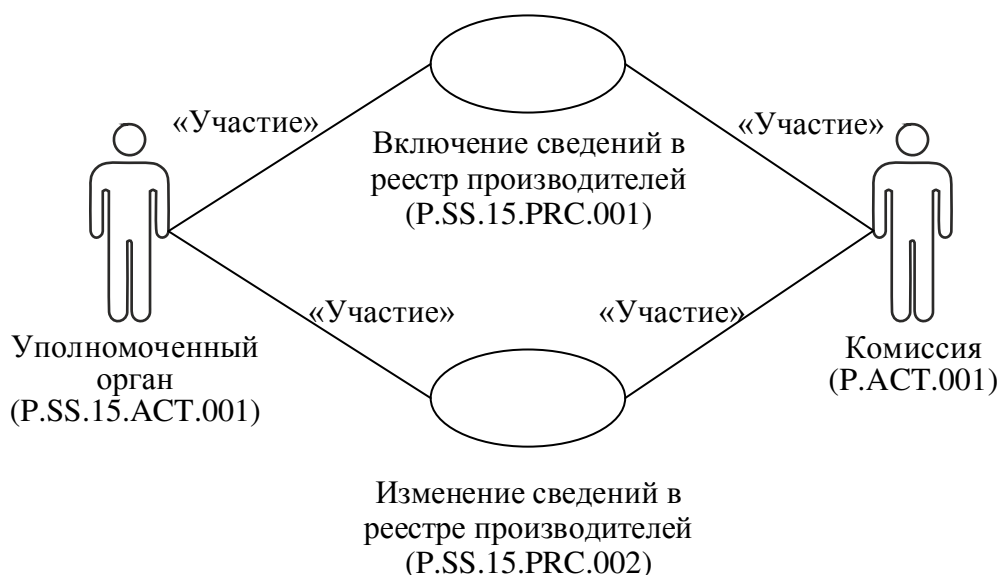 «Участие»
«Участие»
Включение сведений в
реестр производителей
(P.SS.15.PRC.001)
«Участие»
«Участие»
Уполномоченный
орган
(P.SS.15.ACT.001)
Комиссия
(P.ACT.001)
Изменение сведений в
реестре производителей
(P.SS.15.PRC.002)